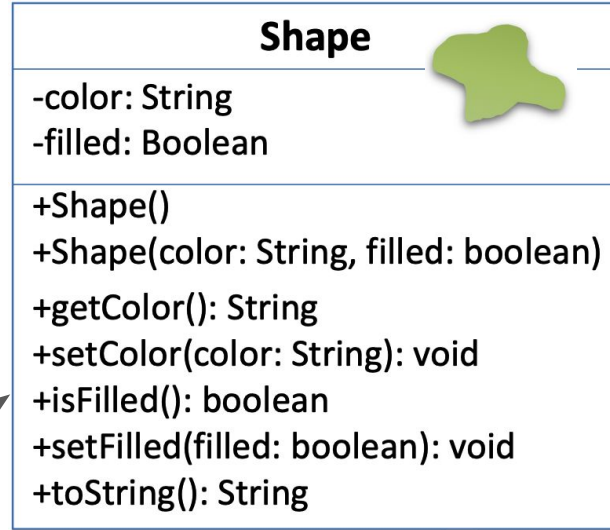 Shape
-color: String
-filled: Boolean
+Shape()
+Shape(color: String, filled: boolean)
+getColor(): String
+setColor(color: String): void
+isFilled(): boolean
+setFilled(filled: boolean): void
+toString(): String